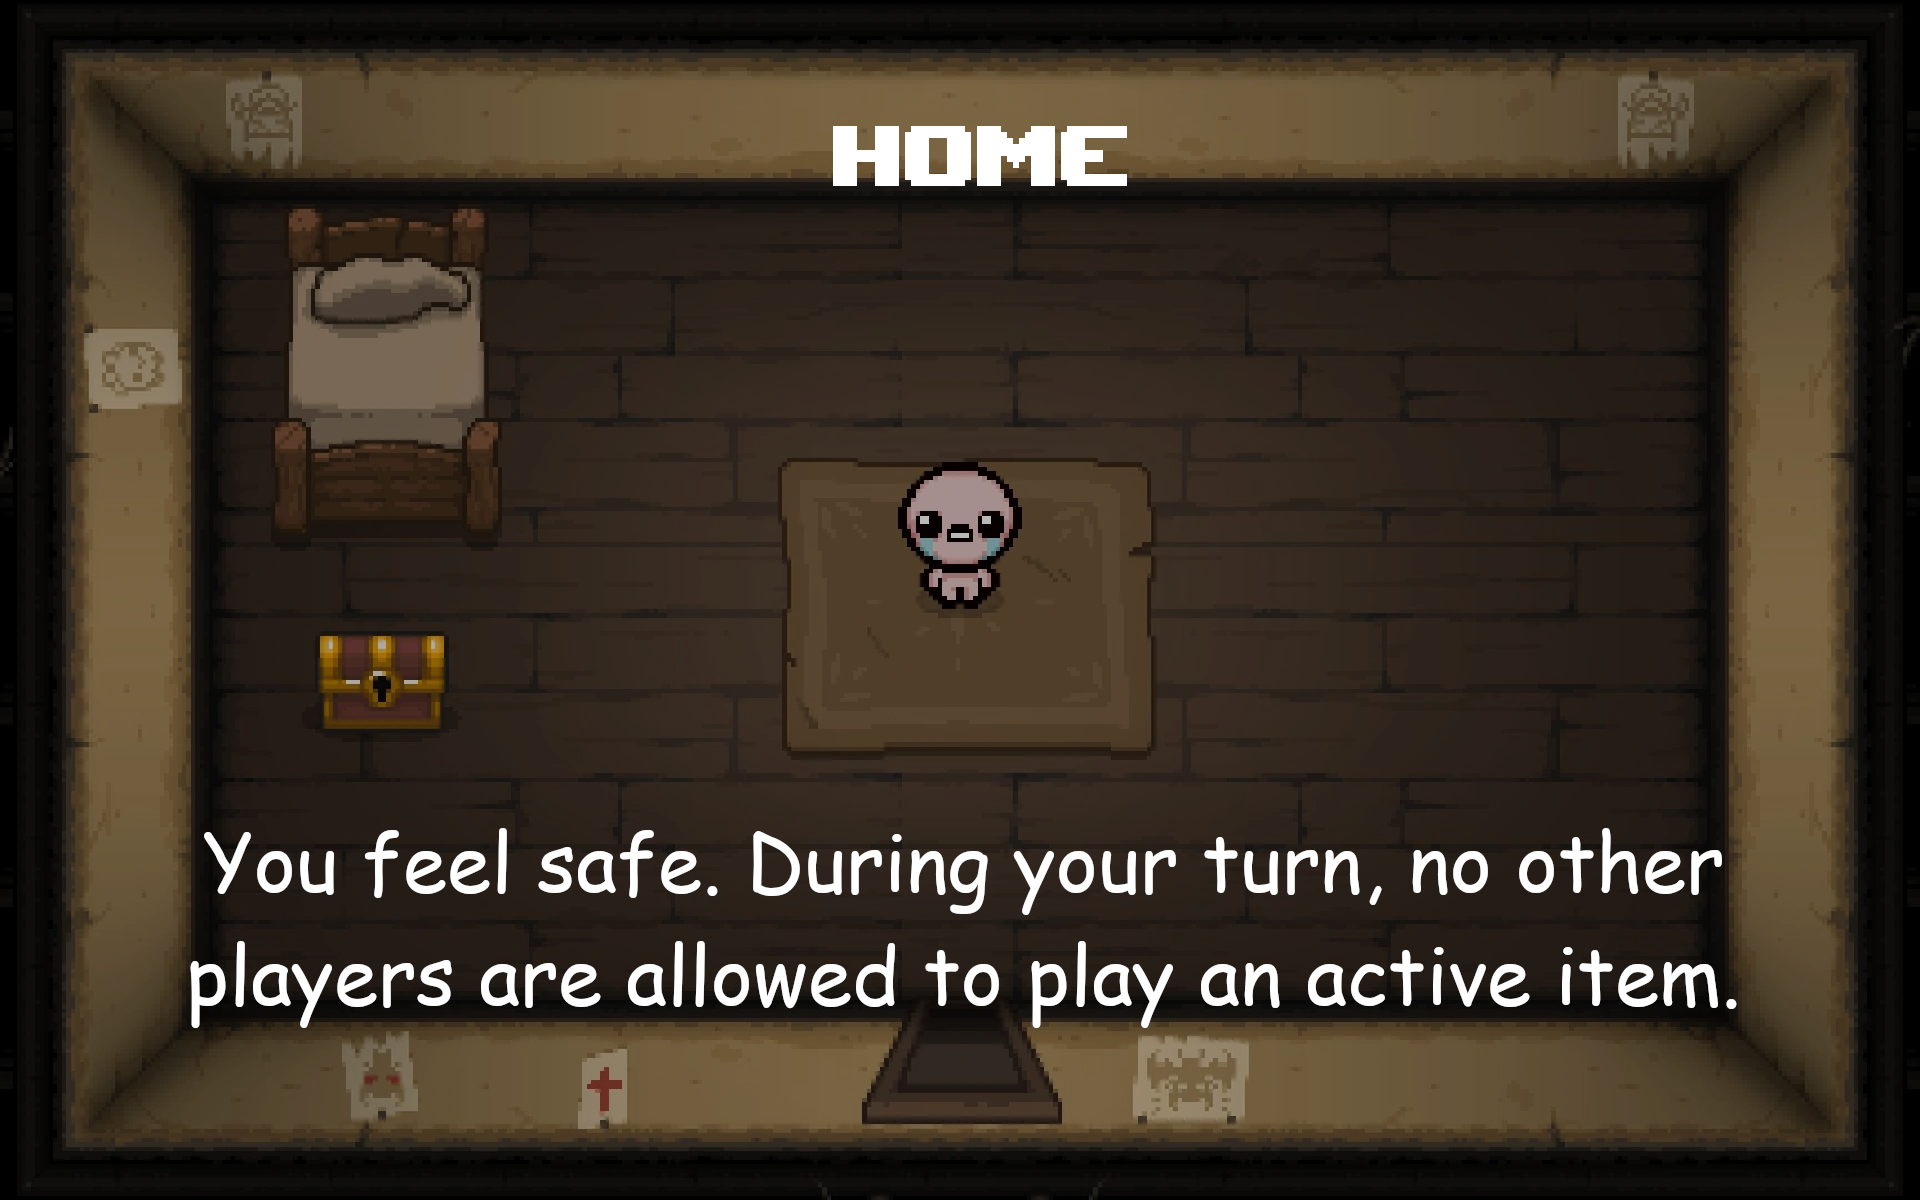 HOME
You feel safe. During your turn, no other
players are allowed to play an active item.